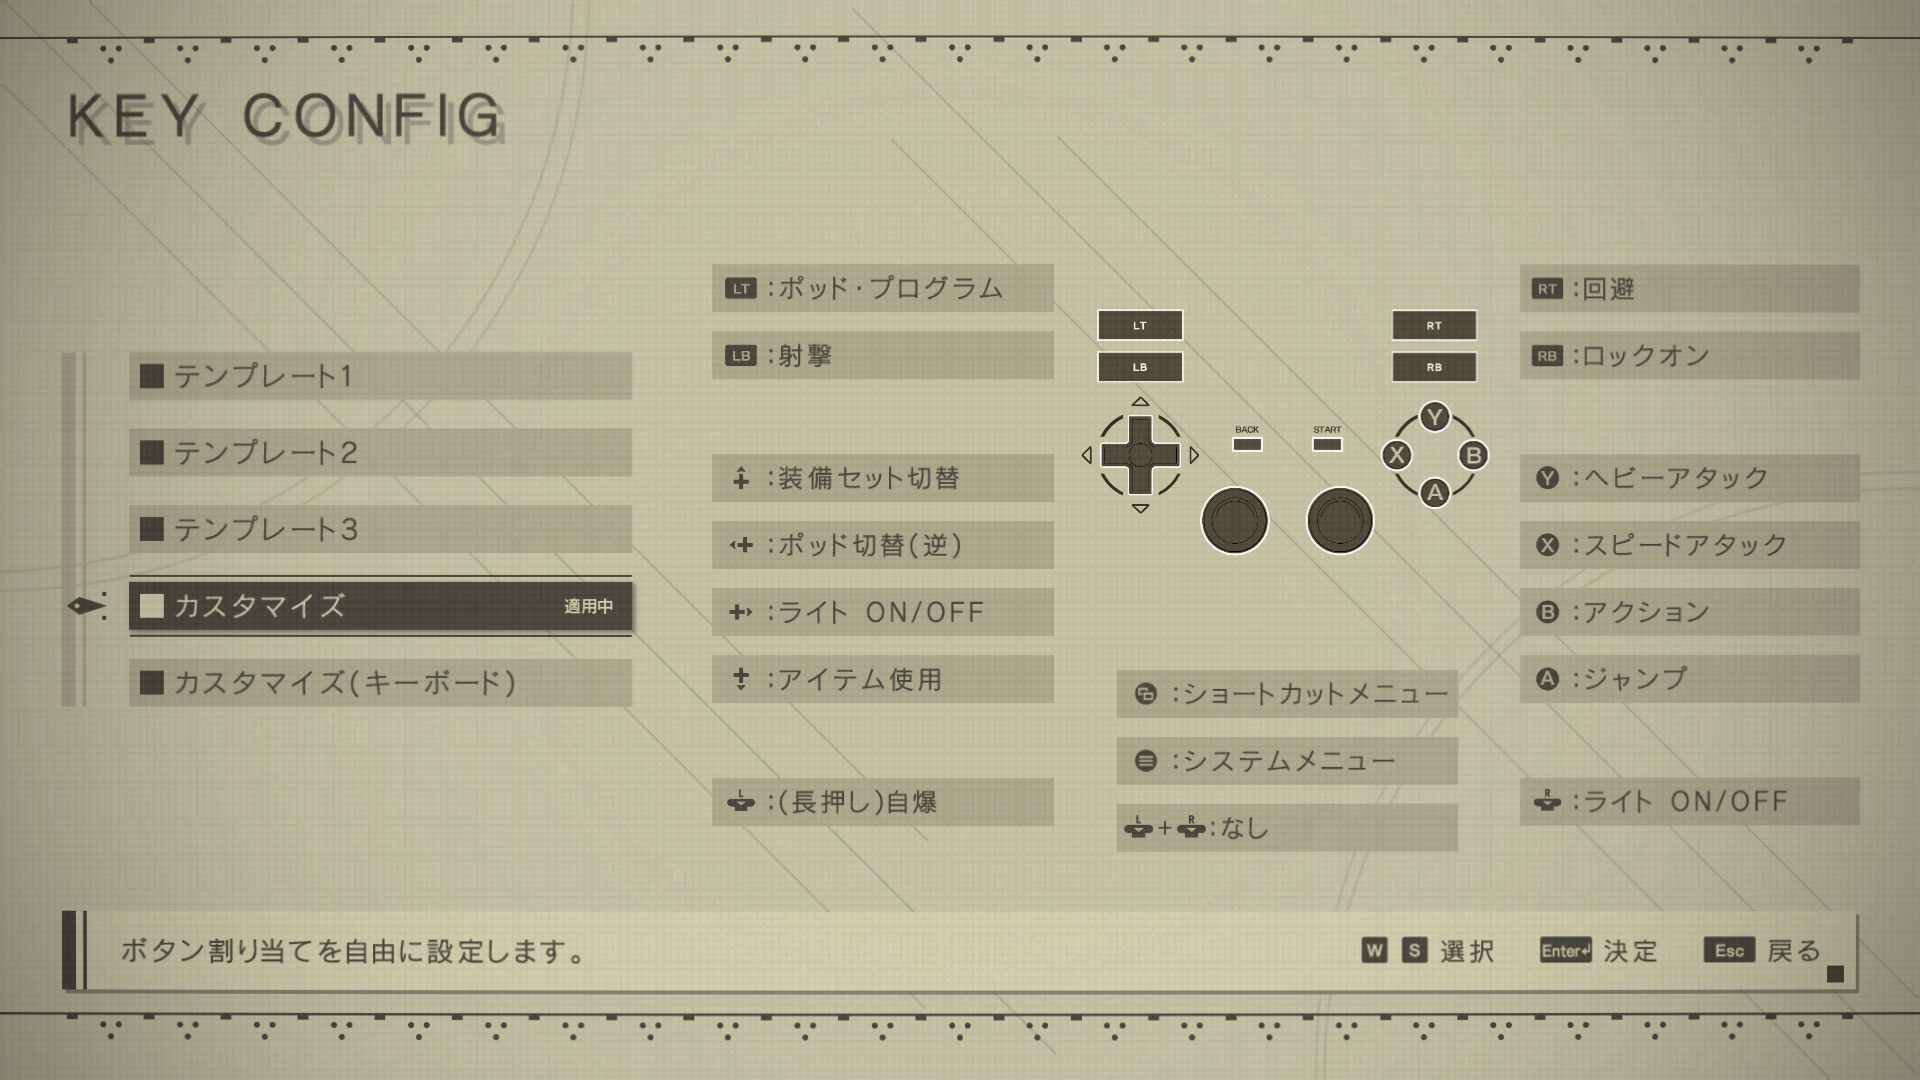 KEY CONFIG
テンプレート1
テンプレート2
テンプレート3
カスタマイズ 適用中
カスタマイズ(キーボード)
LT :ポッド・プログラム
LB :射撃
:装備セット切替
:ポッド切替(逆)
:ライト ON/OFF
:アイテム使用
L :(長押し)自爆
LT
LB
RT
RB
BACK
START
Y
X
B
A
:ショートカットメニュー
:システムメニュー
L + R :なし
RT :回避
RB :ロックオン
Y :ヘビーアタック
X :スピードアタック
B :アクション
A :ジャンプ
R :ライト ON/OFF
ボタン割り当てを自由に設定します。
W S 選択 Enter↲ 決定 Esc 戻る